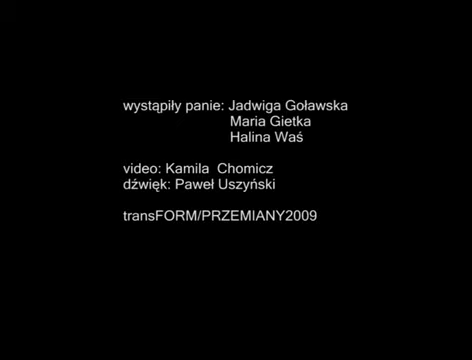 wystąpiły panie: Jadwiga Goławska
Maria Gietka
Halina Waś
video: Kamila Chomicz
dźwięk: Paweł Uszyński
transFORM/PRZEMIANY2009